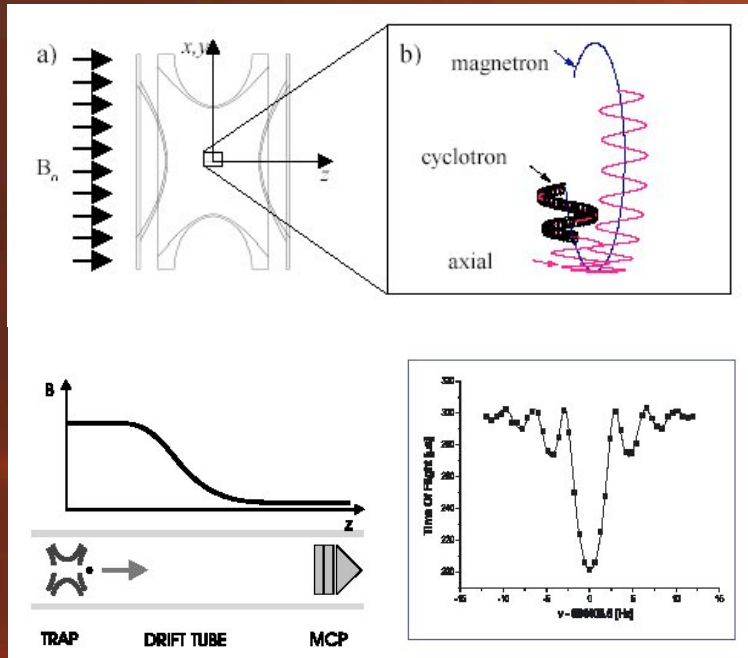 a)
x,y
B₀
z
b)
magnetron
cyclotron
axial
B
z
TRAP
DRIFT TUBE
MCP
Time Of Flight [μs]
320
300
280
260
240
220
200
-15
-10
-5
0
5
10
15